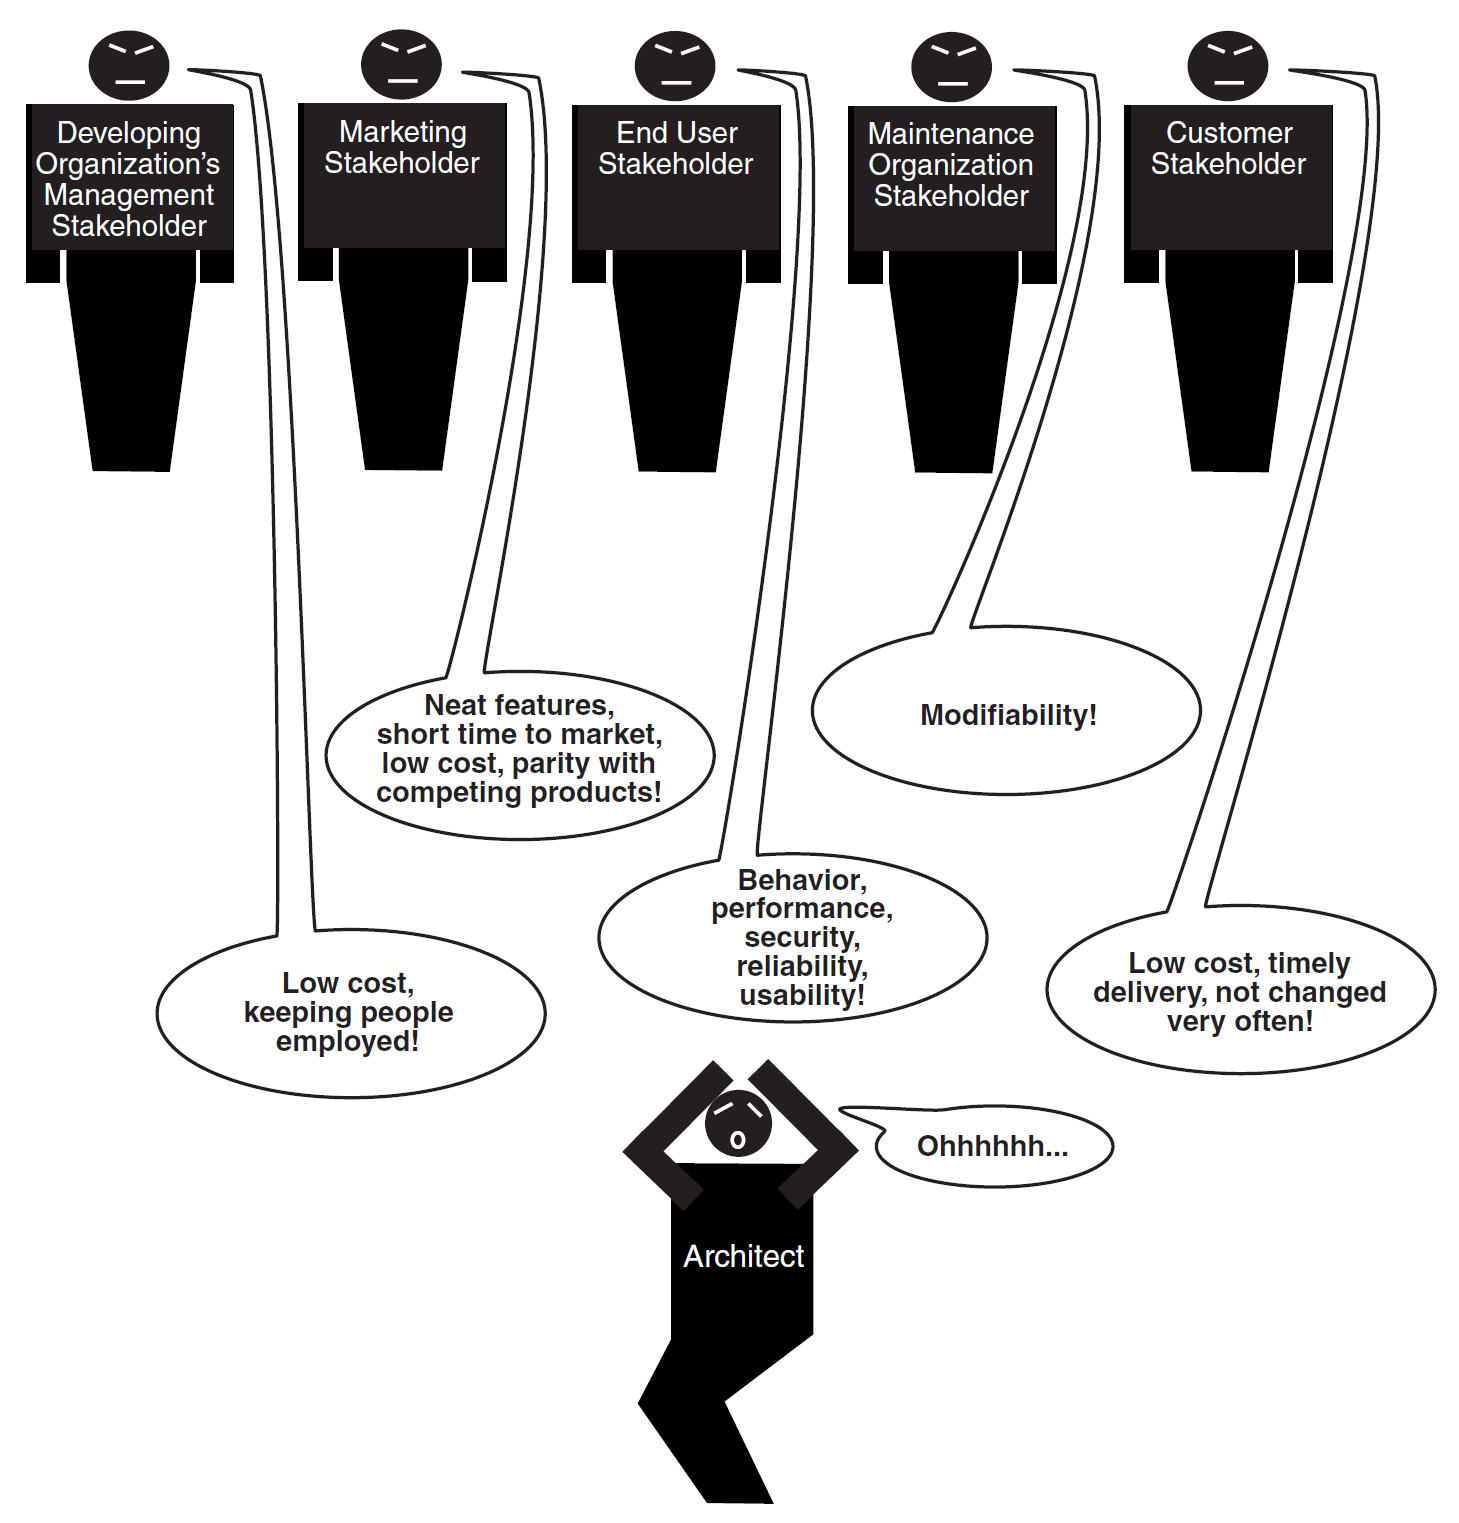 Developing
Organization's
Management
Stakeholder
Marketing
Stakeholder
End User
Stakeholder
Maintenance
Organization
Stakeholder
Customer
Stakeholder
Neat features,
short time to market,
low cost, parity with
competing products!
Modifiability!
Behavior,
performance,
security,
reliability,
usability!
Low cost,
keeping people
employed!
Low cost, timely
delivery, not changed
very often!
Ohhhhhh...
Architect